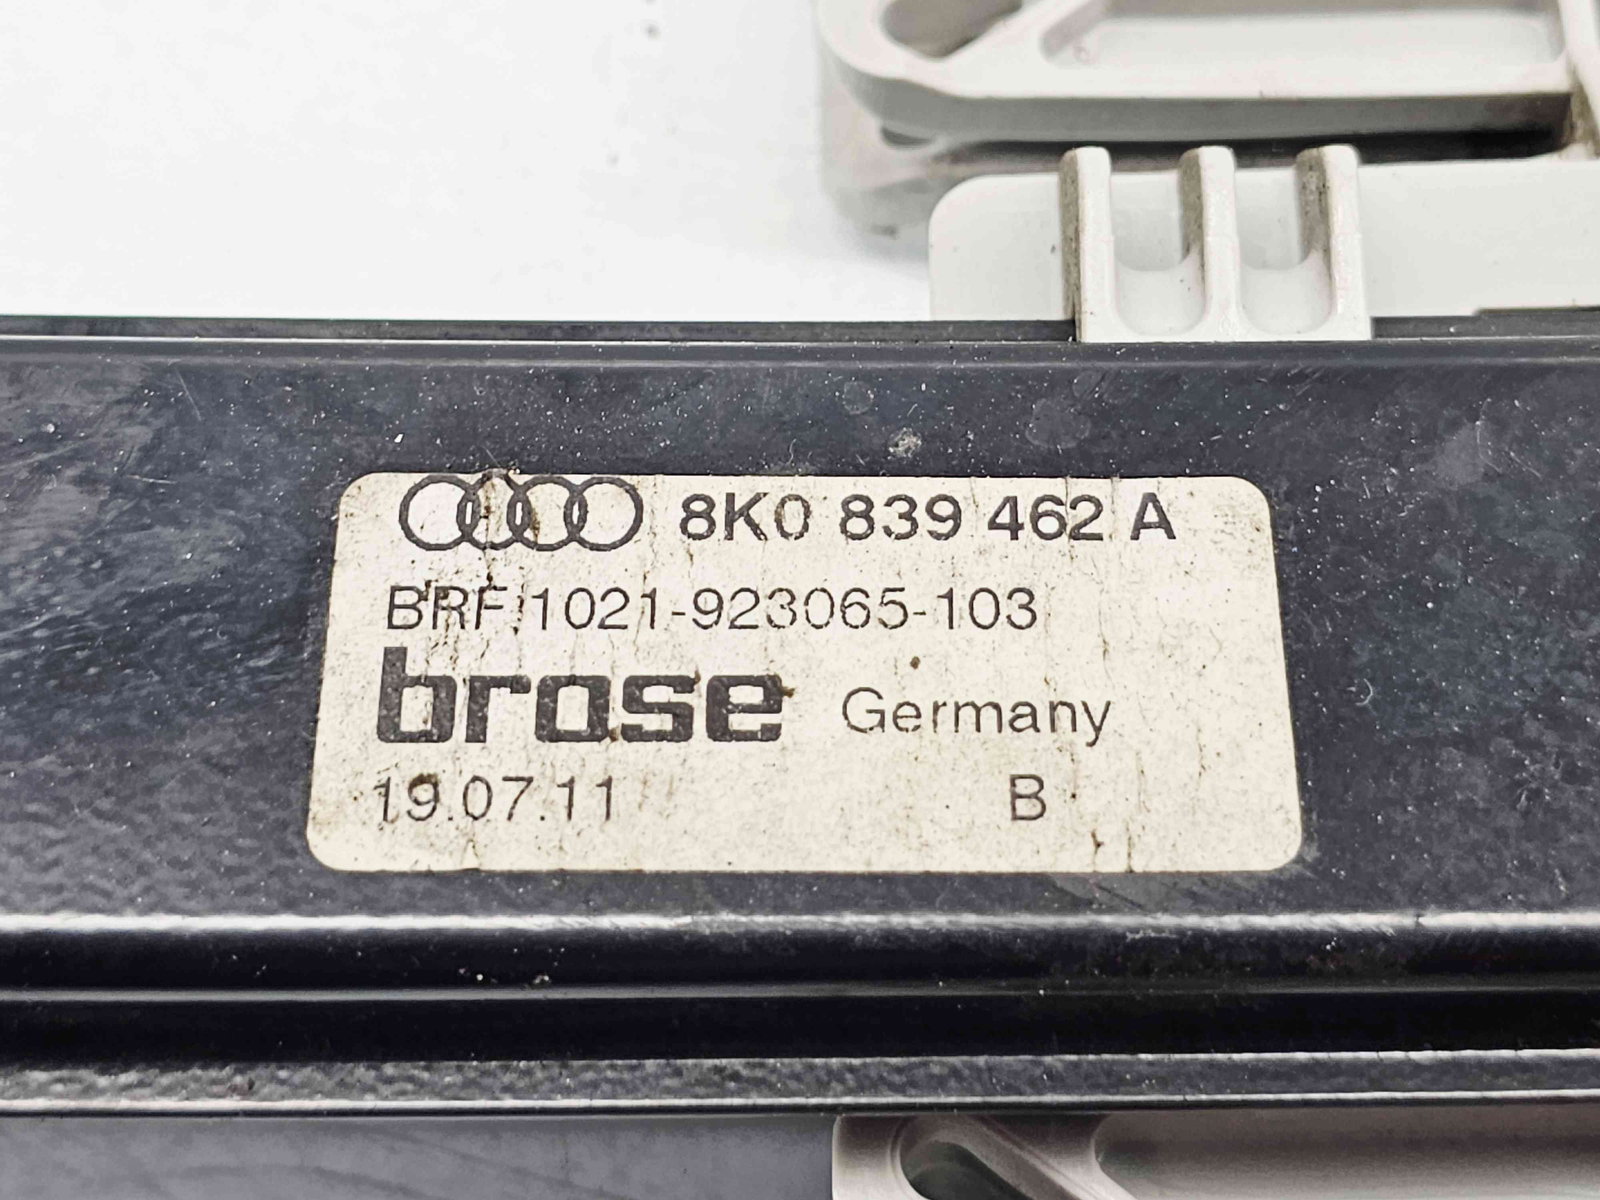 8K0 839 462 A
BRF 1021-923065-103
brose Germany
19.07.11 B